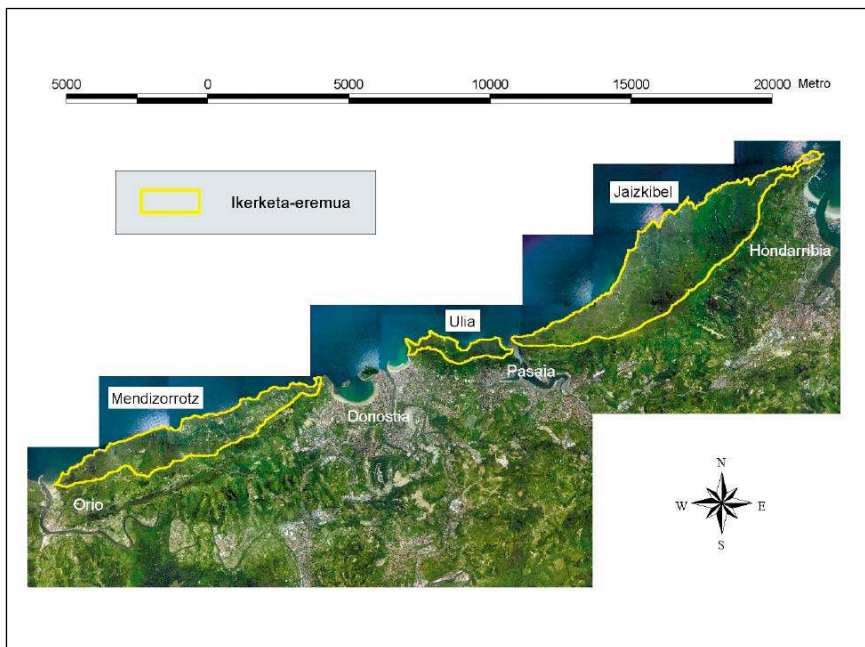 5000 0 5000 10000 15000 20000 Metro
Ikerketa-eremua
Jaizkibel
Hondarribia
Ulia
Pasaia
Mendizorrotz
Donostia
Orio
N
W E
S